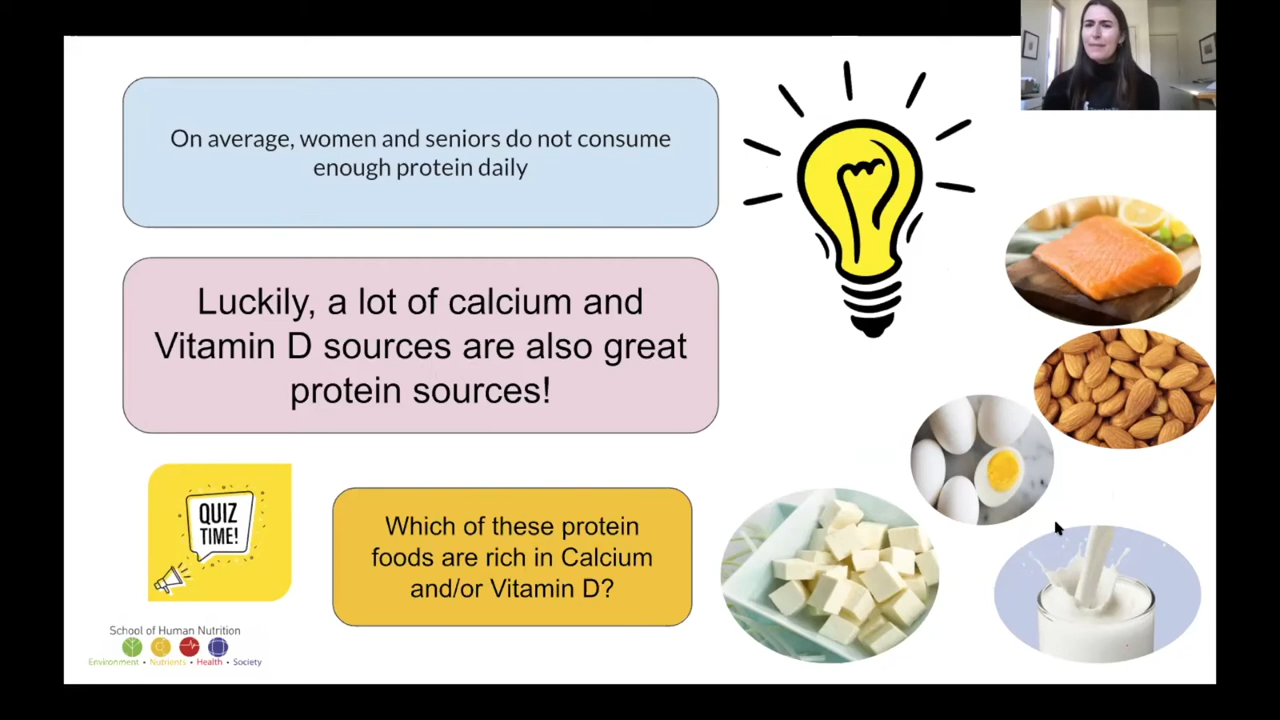 On average, women and seniors do not consume
enough protein daily
Luckily, a lot of calcium and
Vitamin D sources are also great
protein sources!
QUIZ
TIME!
Which of these protein
foods are rich in Calcium
and/or Vitamin D?
School of Human Nutrition
Environment • Nutrients • Health • Society